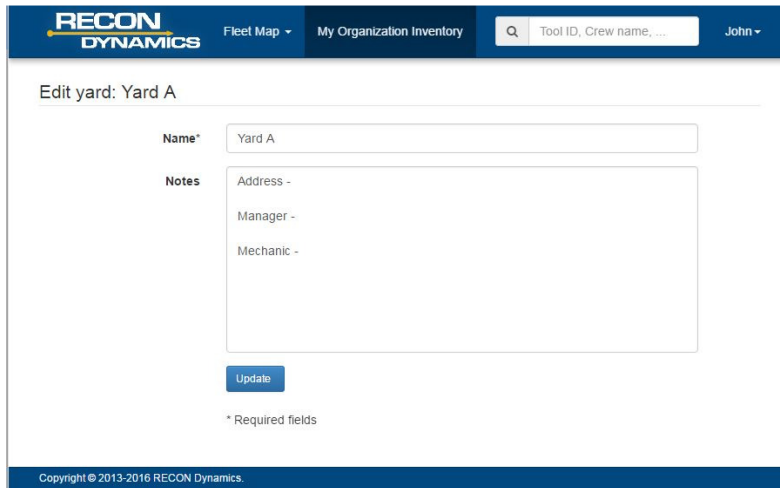 RECON
DYNAMICS
Fleet Map
My Organization Inventory
Tool ID, Crew name, ...
John
Edit yard: Yard A
Name*
Yard A
Notes
Address -
Manager -
Mechanic -
Update
* Required fields
Copyright © 2013-2016 RECON Dynamics.